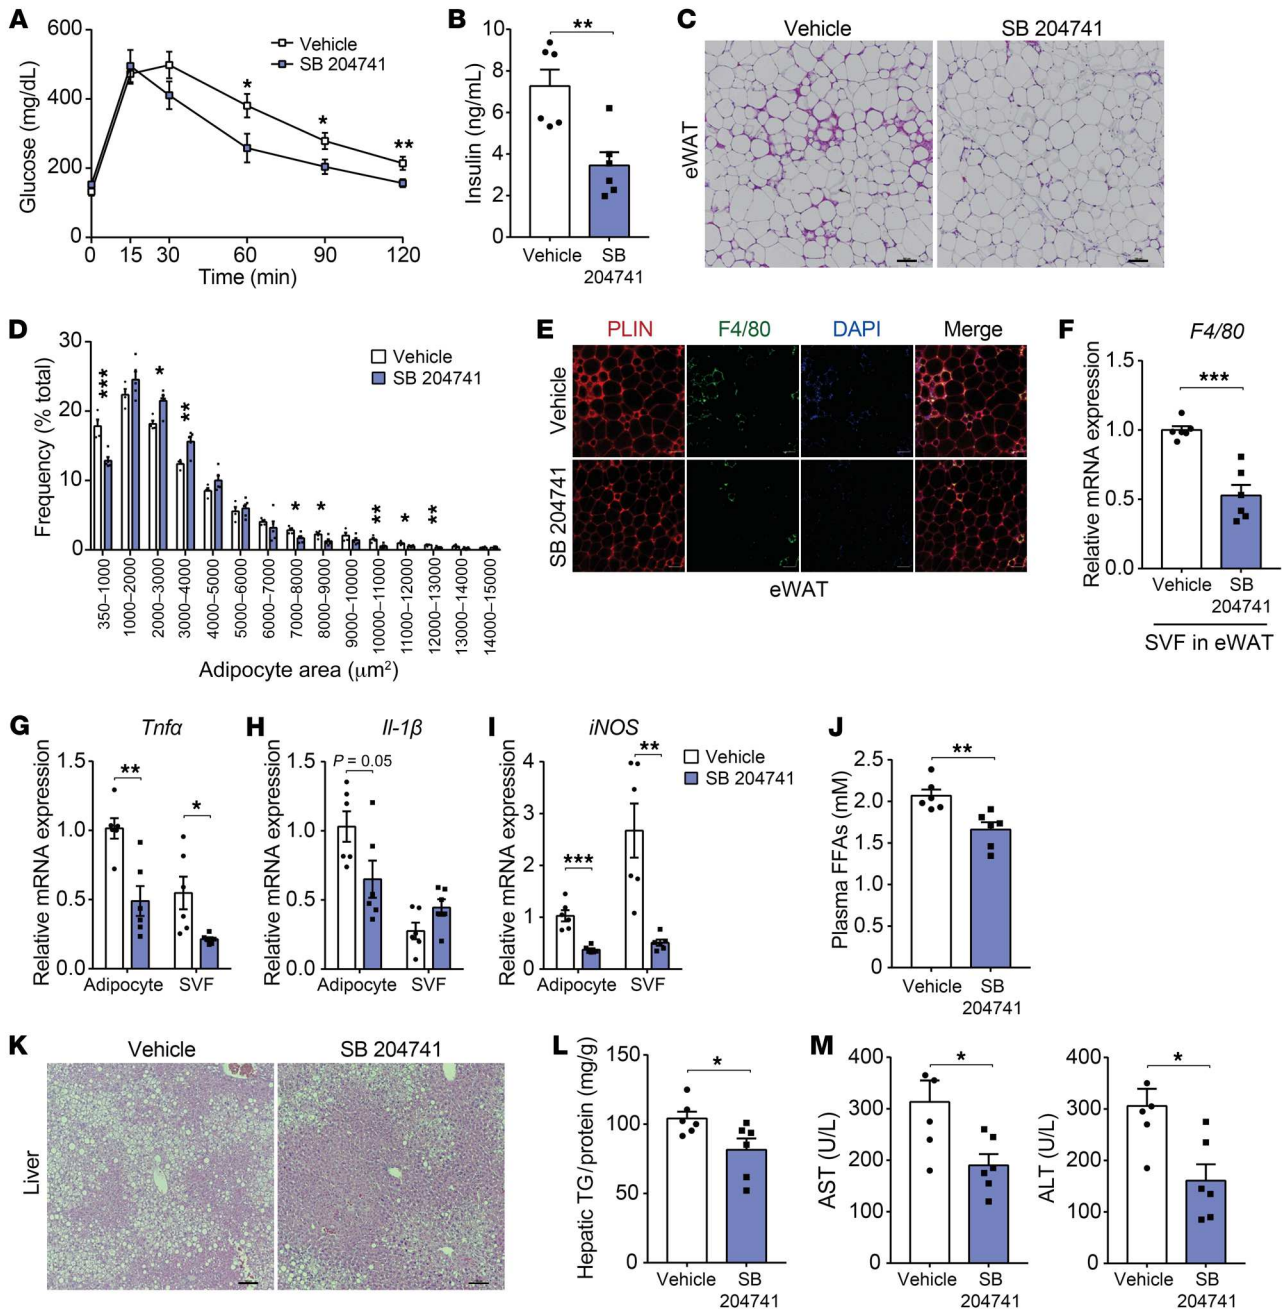 A
Glucose (mg/dL)
600
400
200
0
Vehicle
SB 204741
*
*
**
0 15 30 60 90 120
Time (min)
B
Insulin (ng/mL)
10
8
6
4
2
0
**
Vehicle SB
204741
C
Vehicle SB 204741
eWAT
D
Frequency (% total)
30
20
10
0
Vehicle
SB 204741
***
*
**
*
*
**
*
**
350–1000
1000–2000
2000–3000
3000–4000
4000–5000
5000–6000
6000–7000
7000–8000
8000–9000
9000–10000
10000–11000
11000–12000
12000–13000
13000–14000
14000–15000
Adipocyte area (μm²)
E
PLIN F4/80 DAPI Merge
Vehicle
SB 204741
eWAT
F
F4/80
Relative mRNA expression
1.5
1.0
0.5
0.0
***
Vehicle SB
204741
SVF in eWAT
G
Tnfα
Relative mRNA expression
1.5
1.0
0.5
0.0
**
*
Adipocyte SVF
H
Il-1β
Relative mRNA expression
1.5
1.0
0.5
0.0
P = 0.05
Adipocyte SVF
I
iNOS
Relative mRNA expression
4
3
2
1
0
***
**
Adipocyte SVF
Vehicle
SB 204741
J
Plasma FFAs (mM)
2.5
2.0
1.5
1.0
0.5
0
**
Vehicle SB
204741
K
Vehicle SB 204741
Liver
L
Hepatic TG/protein (mg/g)
150
100
50
0
*
Vehicle SB
204741
M
AST (U/L)
400
300
200
100
0
*
Vehicle SB
204741
ALT (U/L)
400
300
200
100
0
*
Vehicle SB
204741